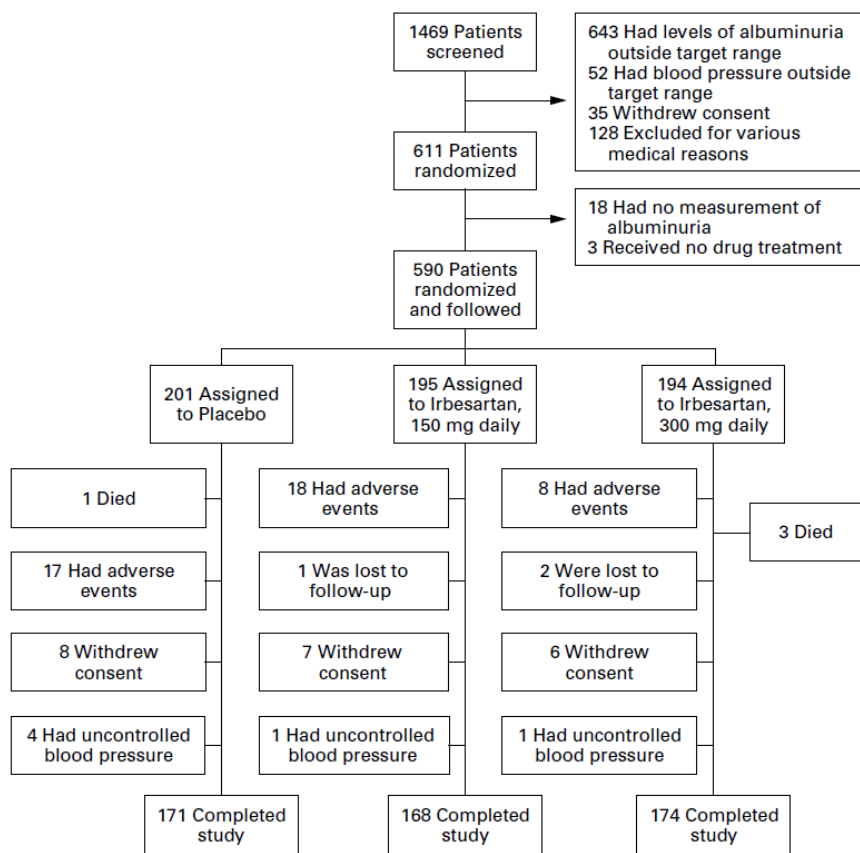 1469 Patients
screened
643 Had levels of albuminuria
outside target range
52 Had blood pressure outside
target range
35 Withdrew consent
128 Excluded for various
medical reasons
611 Patients
randomized
18 Had no measurement of
albuminuria
3 Received no drug treatment
590 Patients
randomized
and followed
201 Assigned
to Placebo
195 Assigned
to Irbesartan,
150 mg daily
194 Assigned
to Irbesartan,
300 mg daily
1 Died
18 Had adverse
events
8 Had adverse
events
3 Died
17 Had adverse
events
1 Was lost to
follow-up
2 Were lost to
follow-up
8 Withdrew
consent
7 Withdrew
consent
6 Withdrew
consent
4 Had uncontrolled
blood pressure
1 Had uncontrolled
blood pressure
1 Had uncontrolled
blood pressure
171 Completed
study
168 Completed
study
174 Completed
study